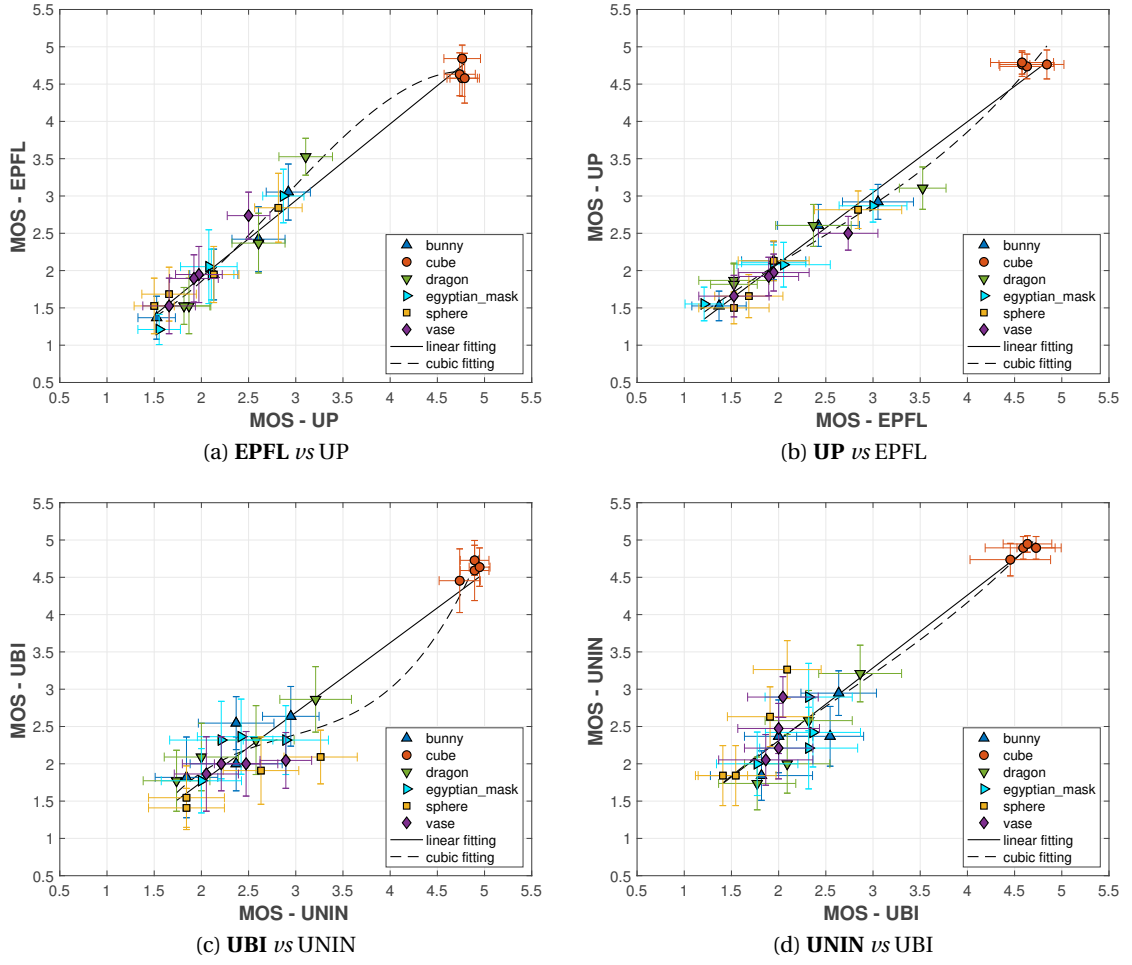 5.5
5
4.5
4
3.5
3
2.5
2
1.5
1
0.5
MOS - EPFL
bunny
cube
dragon
egyptian_mask
sphere
vase
linear fitting
cubic fitting
0.5 1 1.5 2 2.5 3 3.5 4 4.5 5 5.5
MOS - UP
(a) EPFL vs UP
5.5
5
4.5
4
3.5
3
2.5
2
1.5
1
0.5
MOS - UP
bunny
cube
dragon
egyptian_mask
sphere
vase
linear fitting
cubic fitting
0.5 1 1.5 2 2.5 3 3.5 4 4.5 5 5.5
MOS - EPFL
(b) UP vs EPFL
5.5
5
4.5
4
3.5
3
2.5
2
1.5
1
0.5
MOS - UBI
bunny
cube
dragon
egyptian_mask
sphere
vase
linear fitting
cubic fitting
0.5 1 1.5 2 2.5 3 3.5 4 4.5 5 5.5
MOS - UNIN
(c) UBI vs UNIN
5.5
5
4.5
4
3.5
3
2.5
2
1.5
1
0.5
MOS - UNIN
bunny
cube
dragon
egyptian_mask
sphere
vase
linear fitting
cubic fitting
0.5 1 1.5 2 2.5 3 3.5 4 4.5 5 5.5
MOS - UBI
(d) UNIN vs UBI